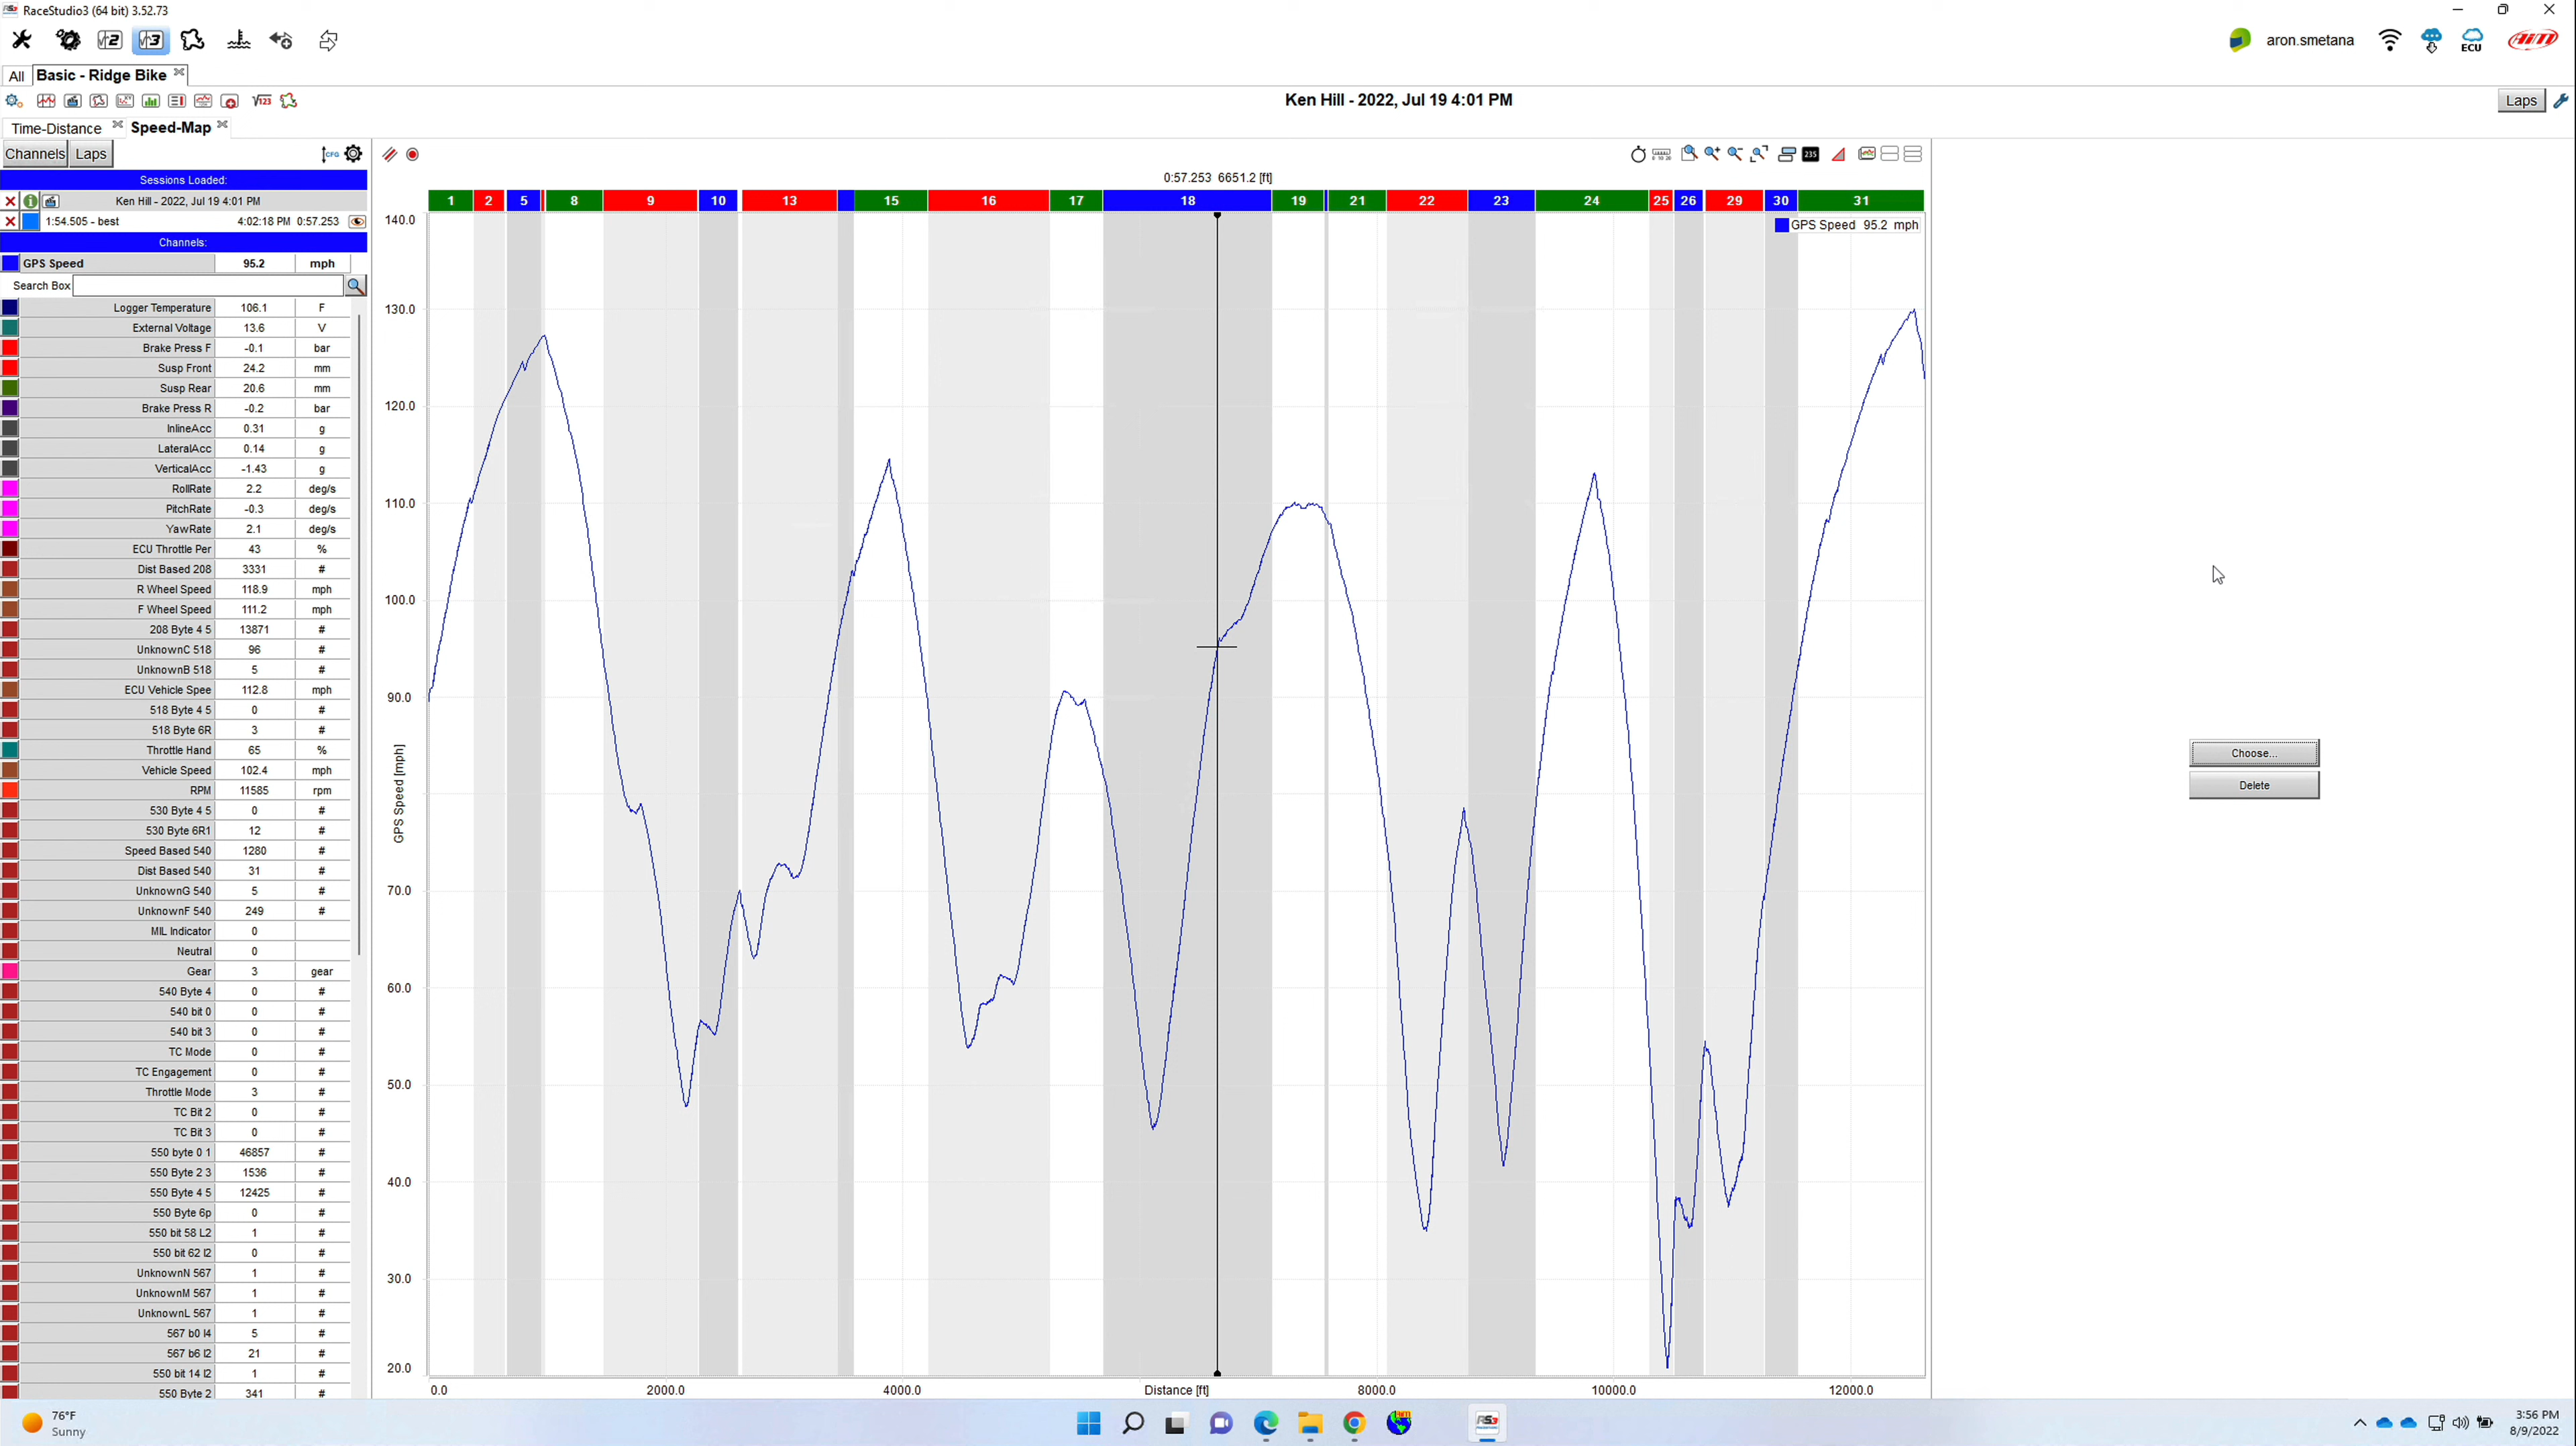 RaceStudio3 (64 bit) 3.52.73
aron.smetana
ECU
All Basic - Ridge Bike
Ken Hill - 2022, Jul 19 4:01 PM
Laps
Time-Distance Speed-Map
Channels Laps
CFG
235
Sessions Loaded:
Ken Hill - 2022, Jul 19 4:01 PM
1:54.505 - best 4:02:18 PM 0:57.253
Channels:
GPS Speed 95.2 mph
Search Box
Logger Temperature 106.1 F
External Voltage 13.6 V
Brake Press F -0.1 bar
Susp Front 24.2 mm
Susp Rear 20.6 mm
Brake Press R -0.2 bar
InlineAcc 0.31 g
LateralAcc 0.14 g
VerticalAcc -1.43 g
RollRate 2.2 deg/s
PitchRate -0.3 deg/s
YawRate 2.1 deg/s
ECU Throttle Per 43 %
Dist Based 208 3331 #
R Wheel Speed 118.9 mph
F Wheel Speed 111.2 mph
208 Byte 4 5 13871 #
UnknownC 518 96 #
UnknownB 518 5 #
ECU Vehicle Spee 112.8 mph
518 Byte 4 5 0 #
518 Byte 6R 3 #
Throttle Hand 65 %
Vehicle Speed 102.4 mph
RPM 11585 rpm
530 Byte 4 5 0 #
530 Byte 6R1 12 #
Speed Based 540 1280 #
Dist Based 540 31 #
UnknownG 540 5 #
UnknownF 540 249 #
MIL Indicator 0
Neutral 0
Gear 3 gear
540 Byte 4 0 #
540 bit 0 0 #
540 bit 3 0 #
TC Mode 0 #
TC Engagement 0 #
Throttle Mode 3 #
TC Bit 2 0 #
TC Bit 3 0 #
550 byte 0 1 46857 #
550 Byte 2 3 1536 #
550 Byte 4 5 12425 #
550 Byte 6p 0 #
550 bit 58 L2 1 #
550 bit 62 l2 0 #
UnknownN 567 1 #
UnknownM 567 1 #
UnknownL 567 1 #
567 b0 l4 5 #
567 b6 l2 21 #
550 bit 14 l2 1 #
550 Byte 2 341 #
0:57.253 6651.2 [ft]
1 2 5 8 9 10 13 15 16 17 18 19 21 22 23 24 25 26 29 30 31
GPS Speed 95.2 mph
140.0
130.0
120.0
110.0
100.0
90.0
70.0
60.0
50.0
40.0
30.0
20.0
GPS Speed [mph]
0.0 2000.0 4000.0 Distance [ft] 8000.0 10000.0 12000.0
Choose...
Delete
76°F
Sunny
RS3
3:56 PM
8/9/2022